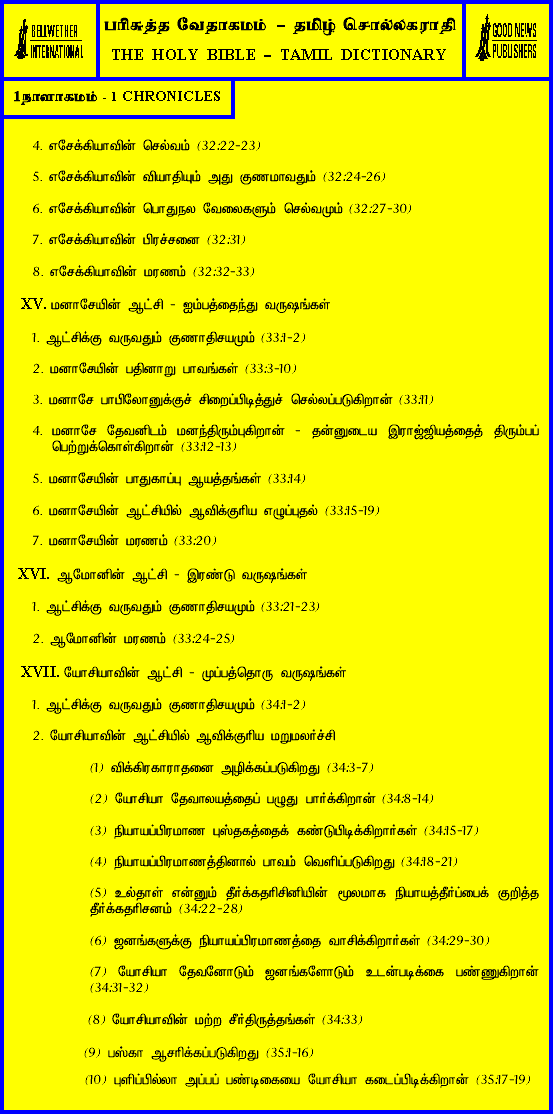 BELLWETHER
INTERNATIONAL
பரிசுத்த வேதாகமம் – தமிழ் சொல்லகராதி
THE HOLY BIBLE – TAMIL DICTIONARY
GOOD NEWS
PUBLISHERS
1நாளாகமம் - 1 CHRONICLES
4. எசேக்கியாவின் செல்வம் (32:22-23)
5. எசேக்கியாவின் வியாதியும் அது குணமாவதும் (32:24-26)
6. எசேக்கியாவின் பொதுநல வேலைகளும் செல்வமும் (32:27-30)
7. எசேக்கியாவின் பிரச்சனை (32:31)
8. எசேக்கியாவின் மரணம் (32:32-33)
XV. மனாசேயின் ஆட்சி - ஐம்பத்தைந்து வருஷங்கள்
1. ஆட்சிக்கு வருவதும் குணாதிசயமும் (33:1-2)
2. மனாசேயின் பதினாறு பாவங்கள் (33:3-10)
3. மனாசே பாபிலோனுக்குச் சிறைப்பிடித்துச் செல்லப்படுகிறான் (33:11)
4. மனாசே தேவனிடம் மனந்திரும்புகிறான் - தன்னுடைய இராஜ்ஜியத்தைத் திரும்பப்
பெற்றுக்கொள்கிறான் (33:12-13)
5. மனாசேயின் பாதுகாப்பு ஆயத்தங்கள் (33:14)
6. மனாசேயின் ஆட்சியில் ஆவிக்குரிய எழுப்புதல் (33:15-19)
7. மனாசேயின் மரணம் (33:20)
XVI. ஆமோனின் ஆட்சி - இரண்டு வருஷங்கள்
1. ஆட்சிக்கு வருவதும் குணாதிசயமும் (33:21-23)
2. ஆமோனின் மரணம் (33:24-25)
XVII. யோசியாவின் ஆட்சி - முப்பத்தொரு வருஷங்கள்
1. ஆட்சிக்கு வருவதும் குணாதிசயமும் (34:1-2)
2. யோசியாவின் ஆட்சியில் ஆவிக்குரிய மறுமலர்ச்சி
(1) விக்கிரகாராதனை அழிக்கப்படுகிறது (34:3-7)
(2) யோசியா தேவாலயத்தைப் பழுது பார்க்கிறான் (34:8-14)
(3) நியாயப்பிரமாண புஸ்தகத்தைக் கண்டுபிடிக்கிறார்கள் (34:15-17)
(4) நியாயப்பிரமாணத்தினால் பாவம் வெளிப்படுகிறது (34:18-21)
(5) உல்தாள் என்னும் தீர்க்கதரிசினியின் மூலமாக நியாயத்தீர்ப்பைக் குறித்த
தீர்க்கதரிசனம் (34:22-28)
(6) ஜனங்களுக்கு நியாயப்பிரமாணத்தை வாசிக்கிறார்கள் (34:29-30)
(7) யோசியா தேவனோடும் ஜனங்களோடும் உடன்படிக்கை பண்ணுகிறான்
(34:31-32)
(8) யோசியாவின் மற்ற சீர்திருத்தங்கள் (34:33)
(9) பஸ்கா ஆசரிக்கப்படுகிறது (35:1-16)
(10) புளிப்பில்லா அப்பப் பண்டிகையை யோசியா கடைப்பிடிக்கிறான் (35:17-19)